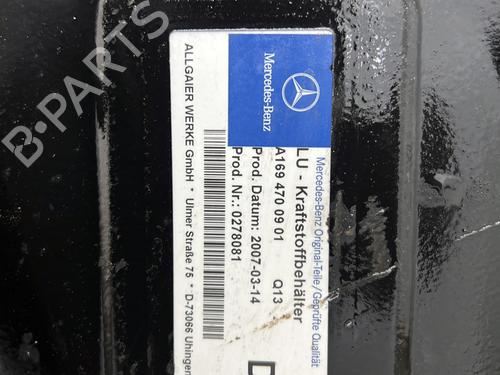 Mercedes-Benz
Mercedes-Benz Original-Teile/Geprüfte Qualität
LU - Kraftstoffbehälter
A169 470 09 01 Q13
Prod. Datum: 2007-03-14
Prod. Nr.: 0278081
ALLGAIER WERKE GmbH * Ulmer Straße 75 * D-73066 Uhingen